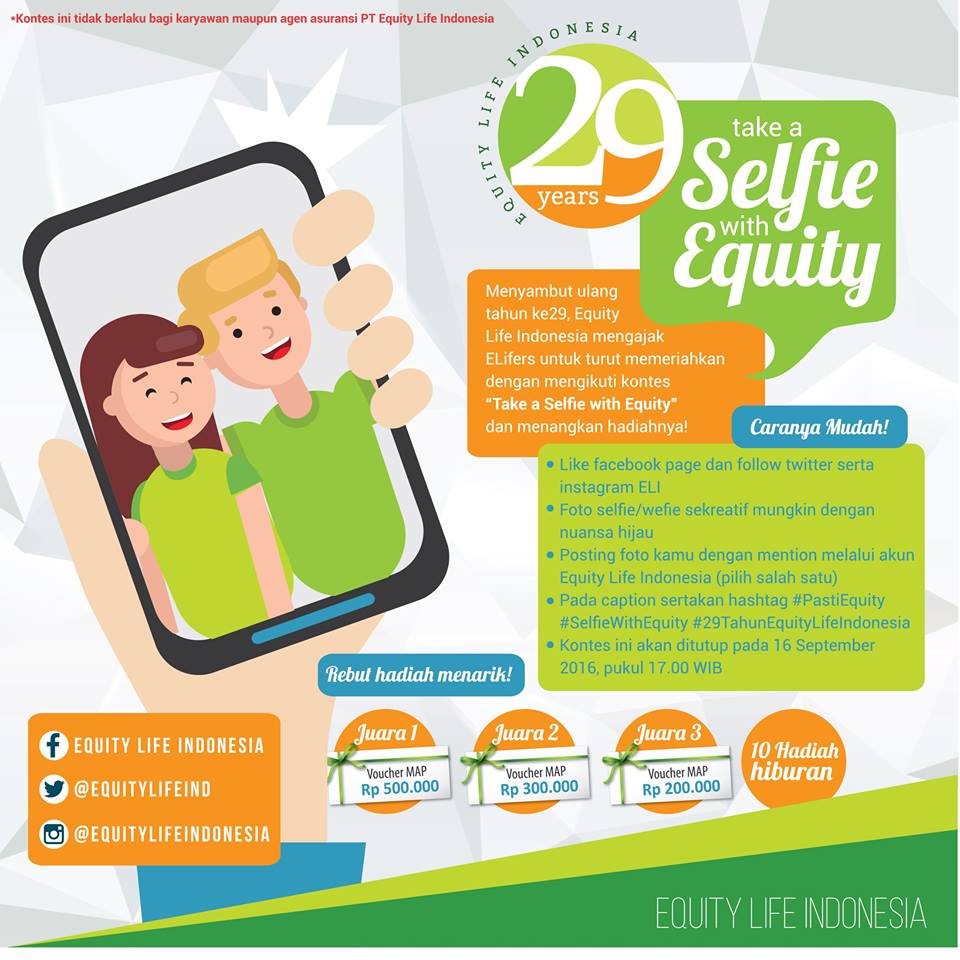 *Kontes ini tidak berlaku bagi karyawan maupun agen asuransi PT Equity Life Indonesia
EQUITY LIFE INDONESIA
29
years
take a
Selfie
with
Equity
Menyambut ulang
tahun ke29, Equity
Life Indonesia mengajak
ELifers untuk turut memeriahkan
dengan mengikuti kontes
“Take a Selfie with Equity”
dan menangkan hadiahnya!
Caranya Mudah!
• Like facebook page dan follow twitter serta
instagram ELI
• Foto selfie/wefie sekreatif mungkin dengan
nuansa hijau
• Posting foto kamu dengan mention melalui akun
Equity Life Indonesia (pilih salah satu)
• Pada caption sertakan hashtag #PastiEquity
#SelfieWithEquity #29TahunEquityLifeIndonesia
• Kontes ini akan ditutup pada 16 September
2016, pukul 17.00 WIB
Rebut hadiah menarik!
Juara 1
Voucher MAP
Rp 500.000
Juara 2
Voucher MAP
Rp 300.000
Juara 3
Voucher MAP
Rp 200.000
10 Hadiah
hiburan
EQUITY LIFE INDONESIA
@EQUITYLIFEIND
@EQUITYLIFEINDONESIA
EQUITY LIFE INDONESIA